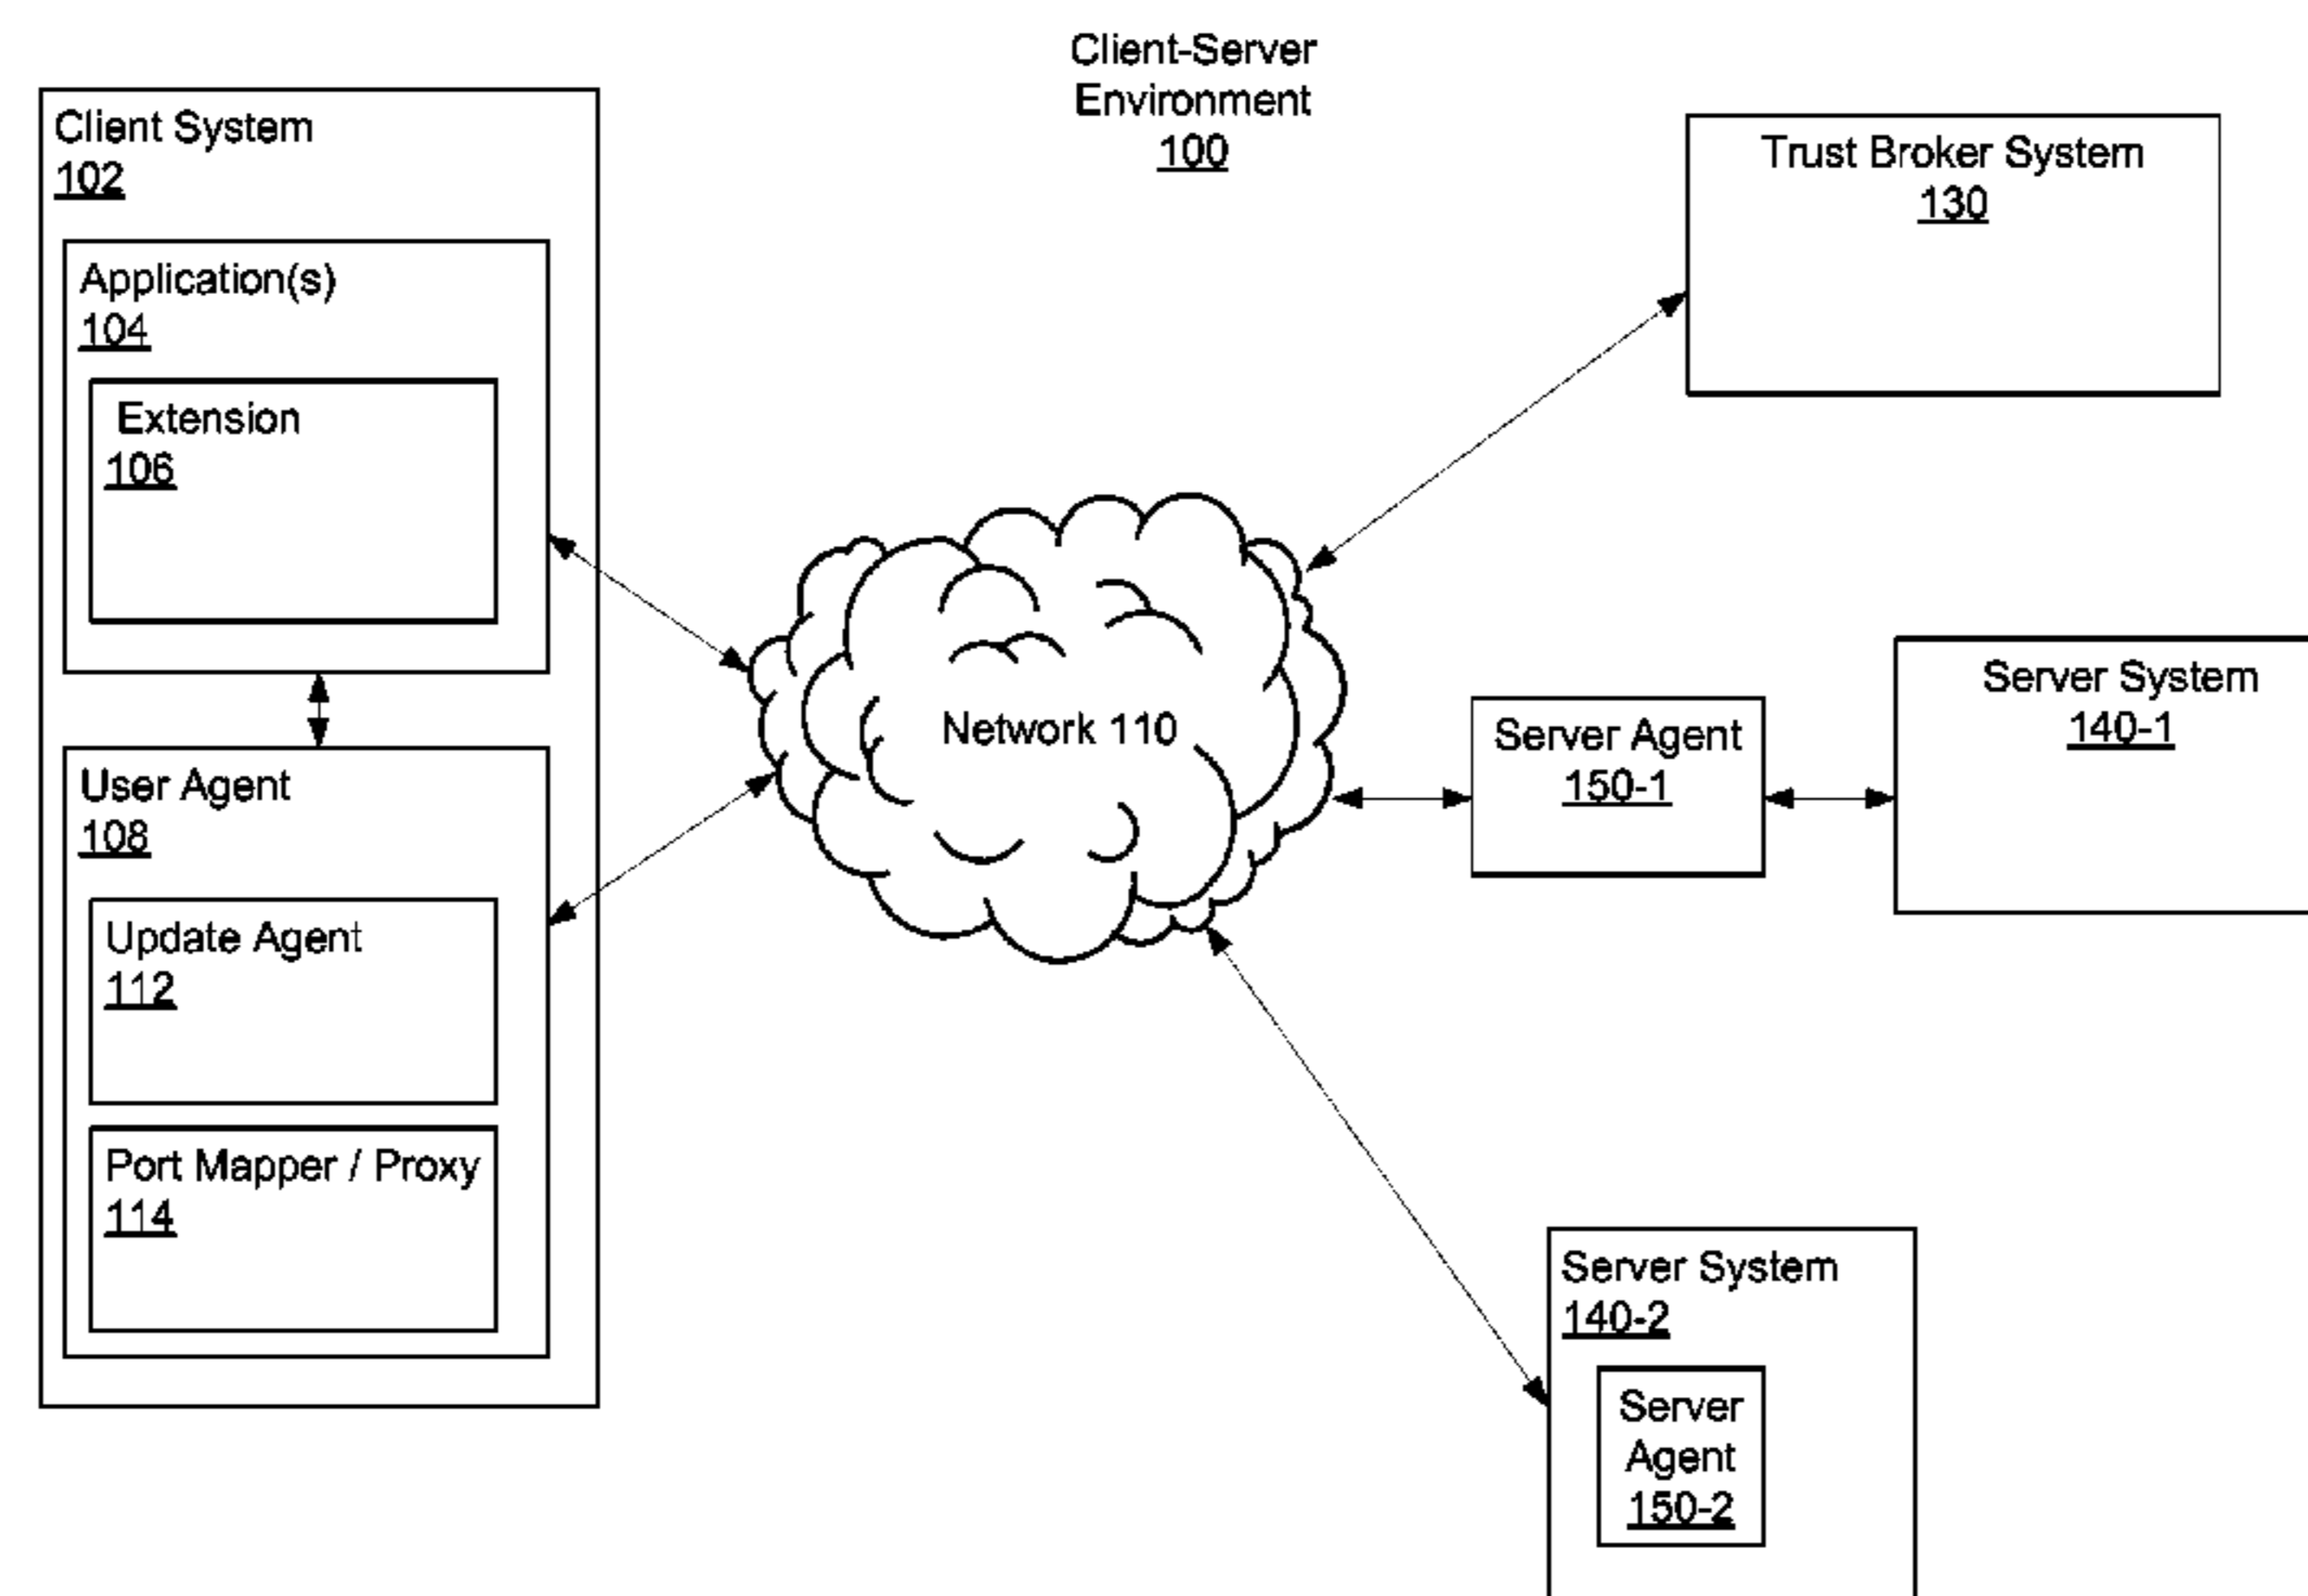 Client-Server
Environment
100
Client System
102
Application(s)
104
Extension
106
User Agent
108
Update Agent
112
Port Mapper / Proxy
114
Network 110
Trust Broker System
130
Server Agent
150-1
Server System
140-1
Server System
140-2
Server
Agent
150-2